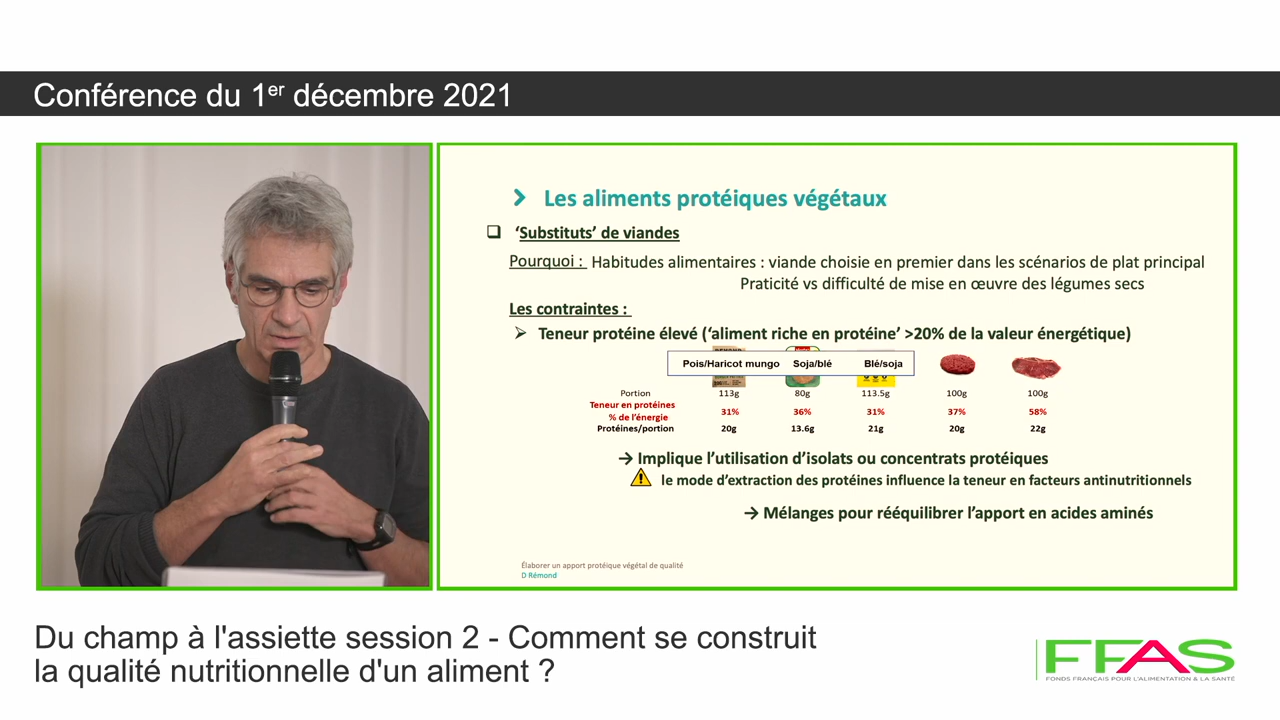 Conférence du 1er décembre 2021
Les aliments protéiques végétaux
‘Substituts’ de viandes
Pourquoi : Habitudes alimentaires : viande choisie en premier dans les scénarios de plat principal
Praticité vs difficulté de mise en œuvre des légumes secs
Les contraintes :
Teneur protéine élevé (‘aliment riche en protéine’ >20% de la valeur énergétique)
Pois/Haricot mungo Soja/blé Blé/soja
Portion 113g 80g 113.5g 100g 100g
Teneur en protéines
% de l’énergie 31% 36% 31% 37% 58%
Protéines/portion 20g 13.6g 21g 20g 22g
→ Implique l’utilisation d’isolats ou concentrats protéiques
le mode d’extraction des protéines influence la teneur en facteurs antinutritionnels
→ Mélanges pour rééquilibrer l’apport en acides aminés
Élaborer un apport protéique végétal de qualité
D Rémond
Du champ à l'assiette session 2 - Comment se construit
la qualité nutritionnelle d'un aliment ?
FFAS
FONDS FRANÇAIS POUR L'ALIMENTATION & LA SANTÉ